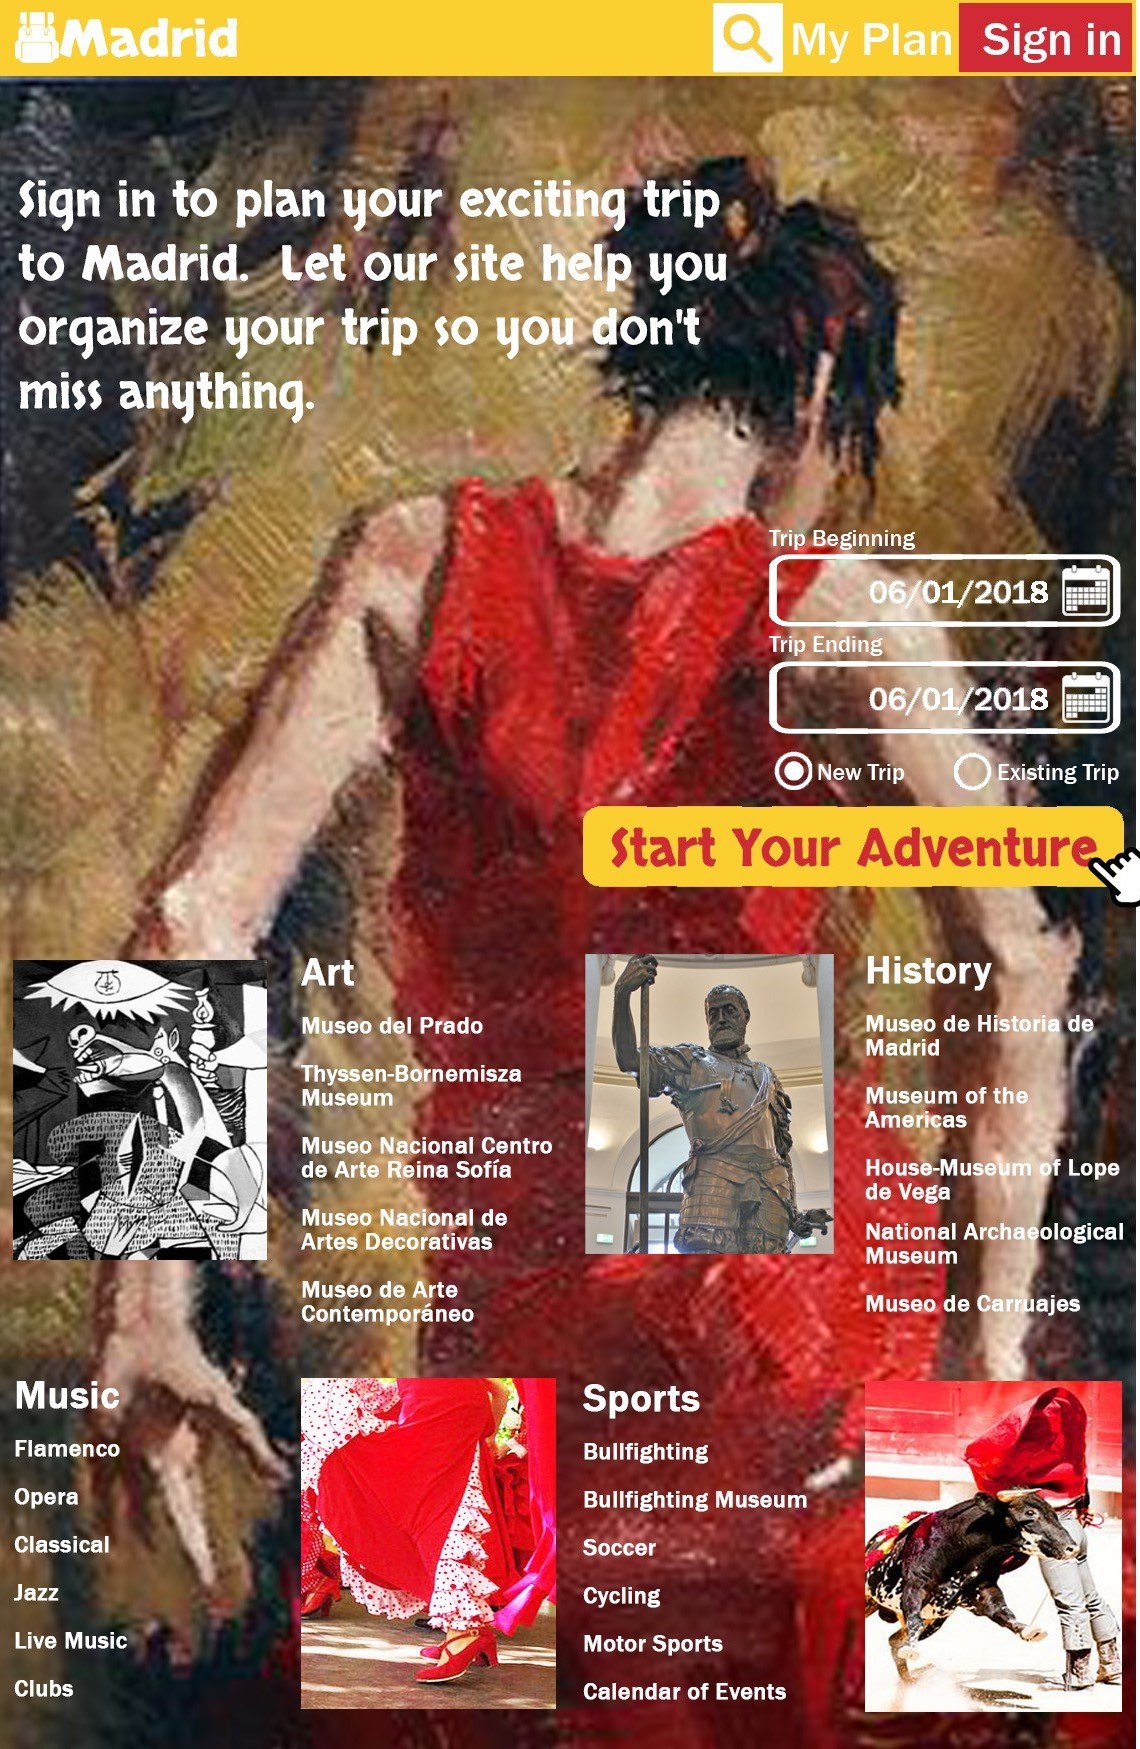 Madrid
My Plan
Sign in
Sign in to plan your exciting trip
to Madrid. Let our site help you
organize your trip so you don't
miss anything.
Trip Beginning
06/01/2018
Trip Ending
06/01/2018
New Trip
Existing Trip
Start Your Adventure
Art
Museo del Prado
Thyssen-Bornemisza
Museum
Museo Nacional Centro
de Arte Reina Sofía
Museo Nacional de
Artes Decorativas
Museo de Arte
Contemporáneo
History
Museo de Historia de
Madrid
Museum of the
Americas
House-Museum of Lope
de Vega
National Archaeological
Museum
Museo de Carruajes
Music
Flamenco
Opera
Classical
Jazz
Live Music
Clubs
Sports
Bullfighting
Bullfighting Museum
Soccer
Cycling
Motor Sports
Calendar of Events